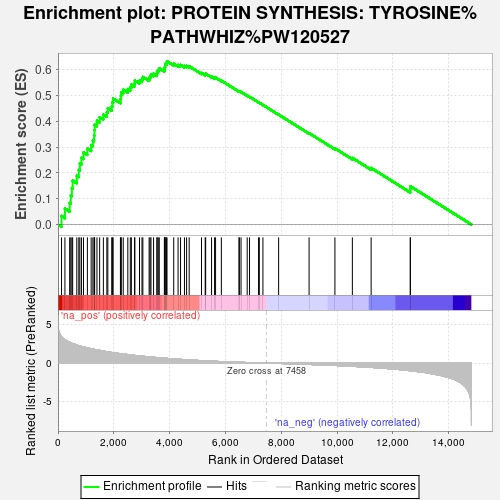 Enrichment plot: PROTEIN SYNTHESIS: TYROSINE%
PATHWHIZ%PW120527
Enrichment score (ES)
0.6
0.5
0.4
0.3
0.2
0.1
0.0
'na_pos' (positively correlated)
Ranked list metric (PreRanked)
5
0
-5
Zero cross at 7458
'na_neg' (negatively correlated)
0
2,000
4,000
6,000
8,000
10,000
12,000
14,000
Rank in Ordered Dataset
Enrichment profile
Hits
Ranking metric scores